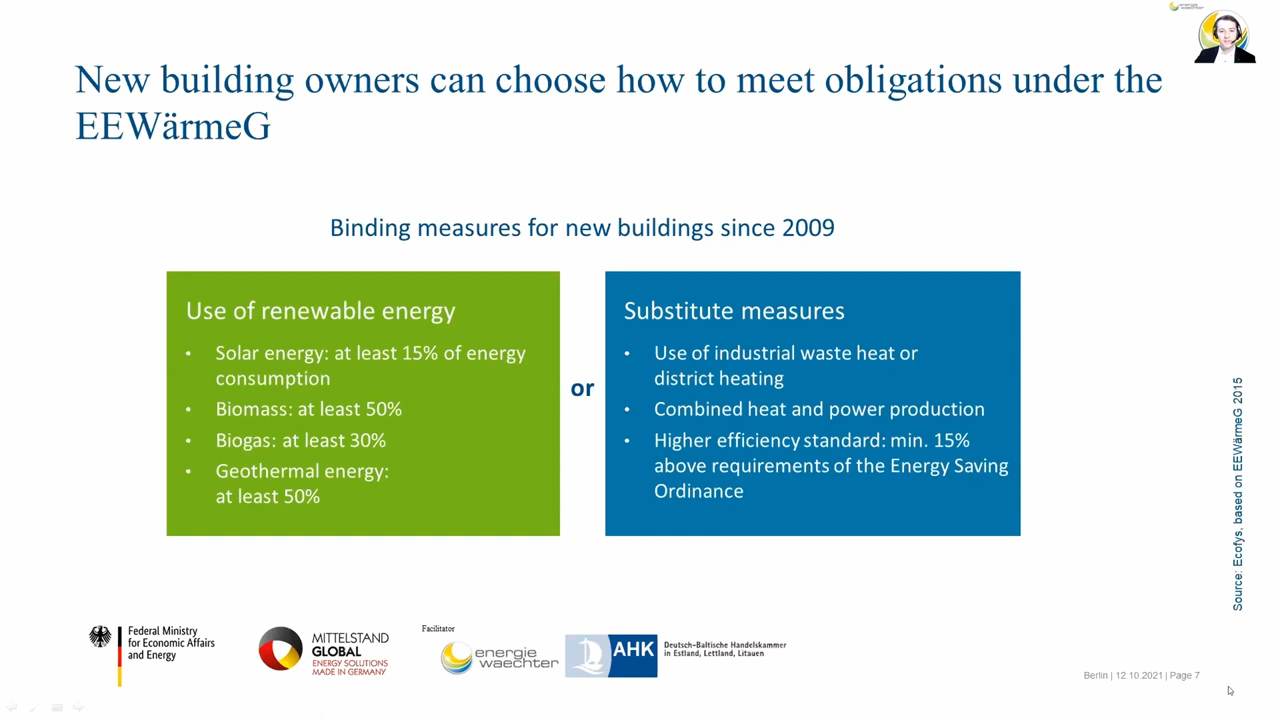 energie
waechter
New building owners can choose how to meet obligations under the
EEWärmeG
Binding measures for new buildings since 2009
Use of renewable energy
• Solar energy: at least 15% of energy
consumption
• Biomass: at least 50%
• Biogas: at least 30%
• Geothermal energy:
at least 50%
or
Substitute measures
• Use of industrial waste heat or
district heating
• Combined heat and power production
• Higher efficiency standard: min. 15%
above requirements of the Energy Saving
Ordinance
Source: Ecofys, based on EEWärmeG 2015
Federal Ministry
for Economic Affairs
and Energy
MITTELSTAND
GLOBAL
ENERGY SOLUTIONS
MADE IN GERMANY
Facilitator
energie
waechter
AHK
Deutsch-Baltische Handelskammer
in Estland, Lettland, Litauen
Berlin | 12.10.2021 | Page 7